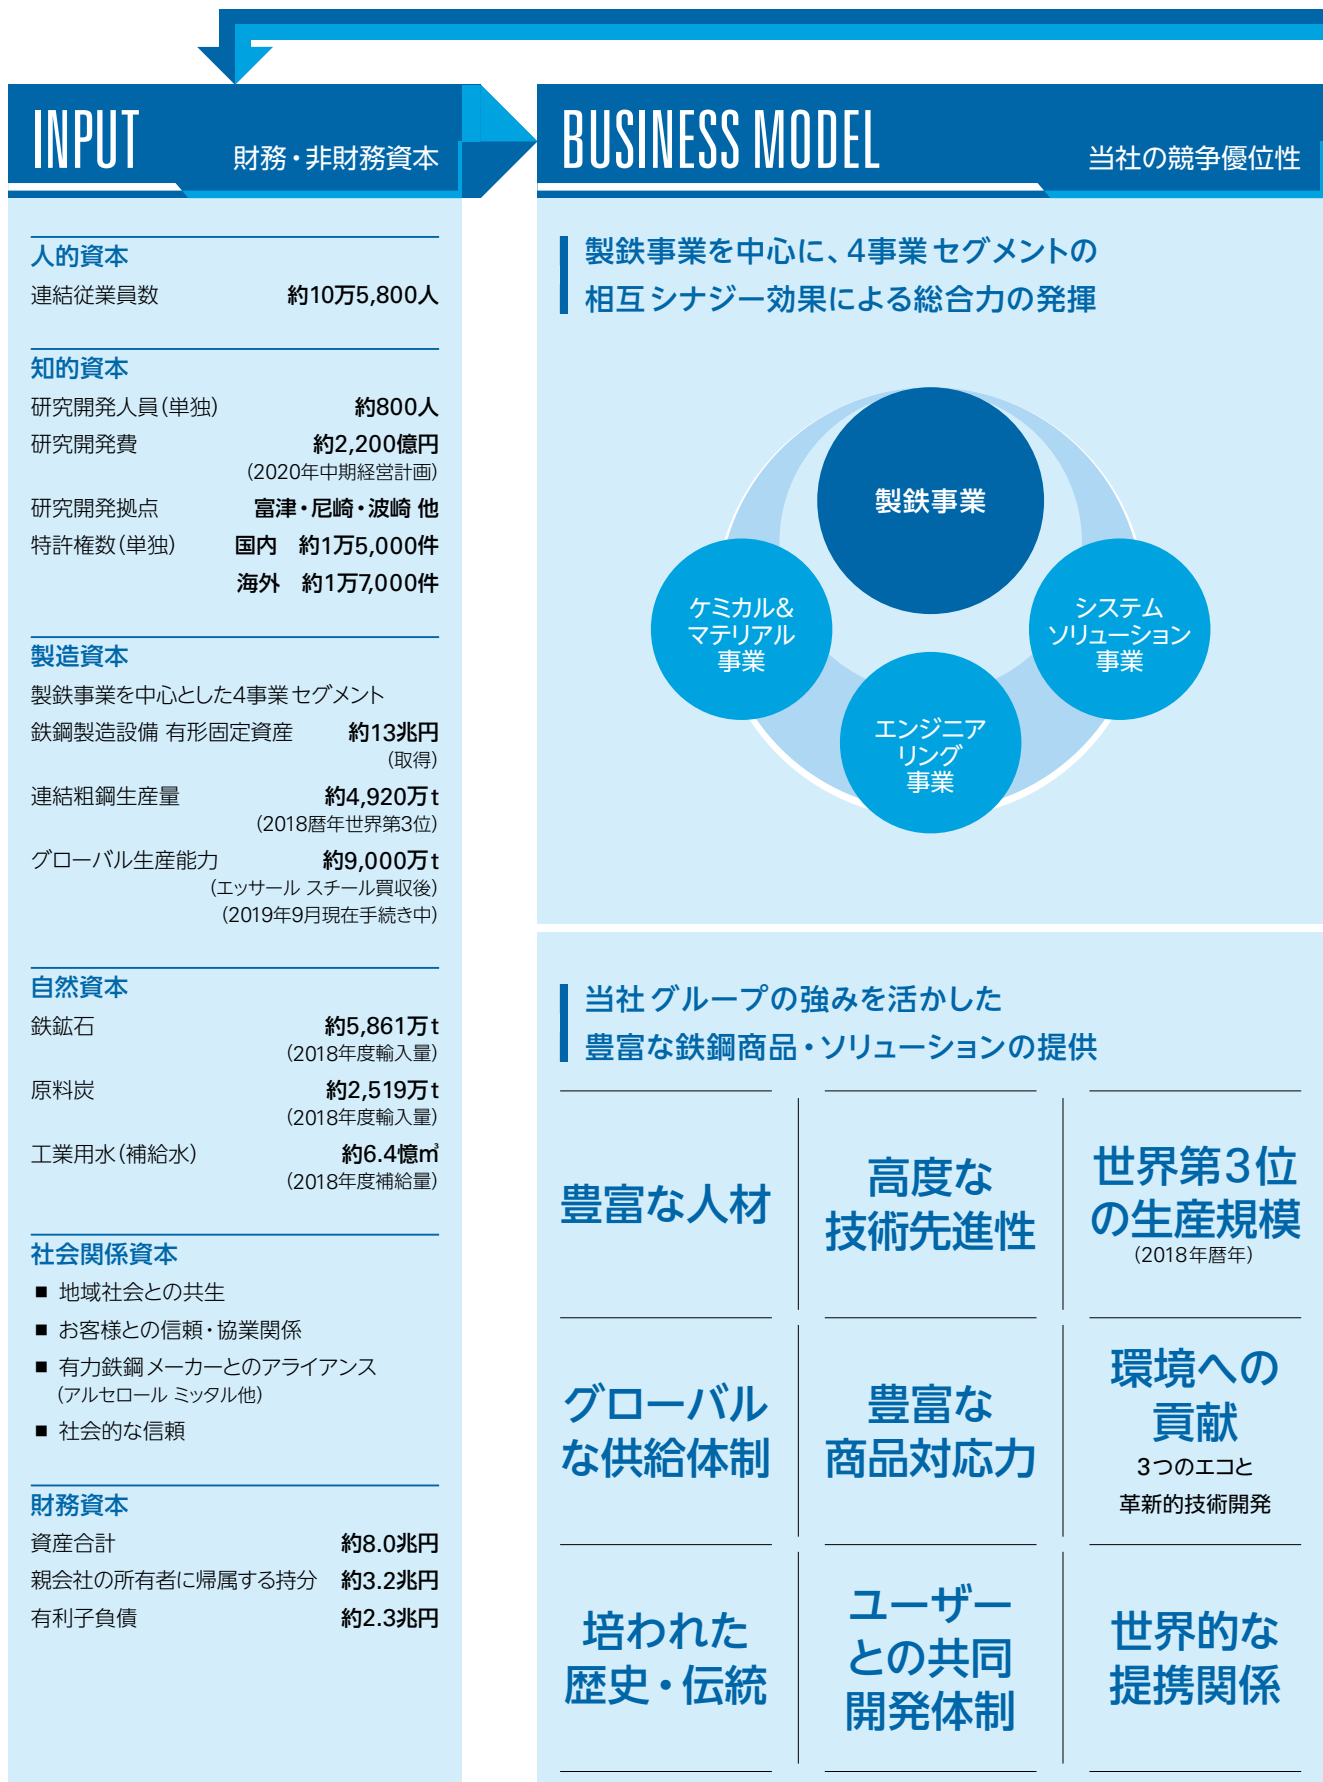 INPUT
財務・非財務資本
人的資本
連結従業員数 約10万5,800人
知的資本
研究開発人員(単独) 約800人
研究開発費 約2,200億円
(2020年中期経営計画)
研究開発拠点 富津・尼崎・波崎 他
特許権数(単独) 国内 約1万5,000件
海外 約1万7,000件
製造資本
製鉄事業を中心とした4事業セグメント
鉄鋼製造設備 有形固定資産 約13兆円
(取得)
連結粗鋼生産量 約4,920万t
(2018暦年世界第3位)
グローバル生産能力 約9,000万t
(エッサール スチール買収後)
(2019年9月現在手続き中)
自然資本
鉄鉱石 約5,861万t
(2018年度輸入量)
原料炭 約2,519万t
(2018年度輸入量)
工業用水(補給水) 約6.4憶㎥
(2018年度補給量)
社会関係資本
■ 地域社会との共生
■ お客様との信頼・協業関係
■ 有力鉄鋼メーカーとのアライアンス
(アルセロール ミッタル他)
■ 社会的な信頼
財務資本
資産合計 約8.0兆円
親会社の所有者に帰属する持分 約3.2兆円
有利子負債 約2.3兆円
BUSINESS MODEL
当社の競争優位性
製鉄事業を中心に、4事業セグメントの
相互シナジー効果による総合力の発揮
製鉄事業
ケミカル&
マテリアル
事業
システム
ソリューション
事業
エンジニア
リング
事業
当社グループの強みを活かした
豊富な鉄鋼商品・ソリューションの提供
豊富な人材
高度な
技術先進性
世界第3位
の生産規模
(2018年暦年)
グローバル
な供給体制
豊富な
商品対応力
環境への
貢献
3つのエコと
革新的技術開発
培われた
歴史・伝統
ユーザー
との共同
開発体制
世界的な
提携関係